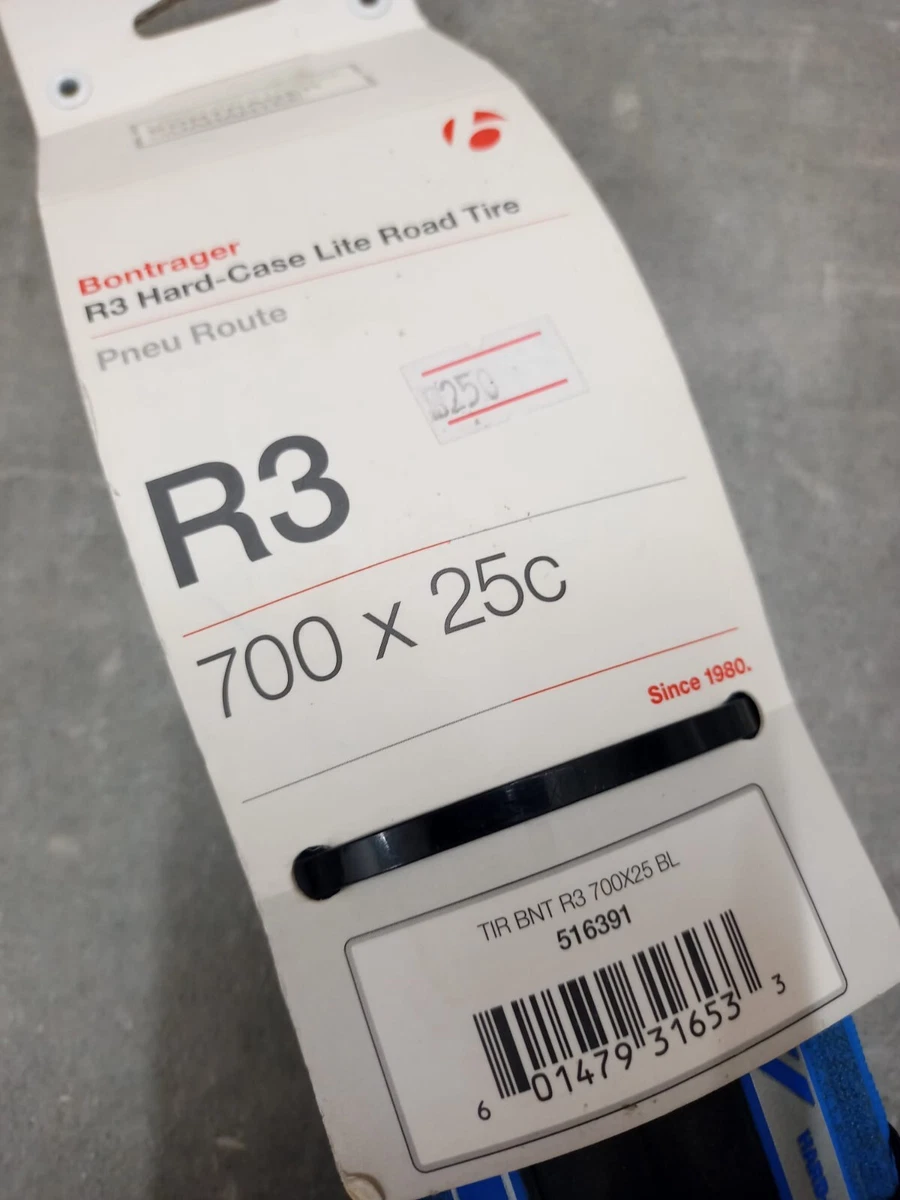 Bontrager
R3 Hard-Case Lite Road Tire
Pneu Route
250
R3
700 x 25c
Since 1980.
TIR BNT R3 700X25 BL
516391
6 01479 31653 3